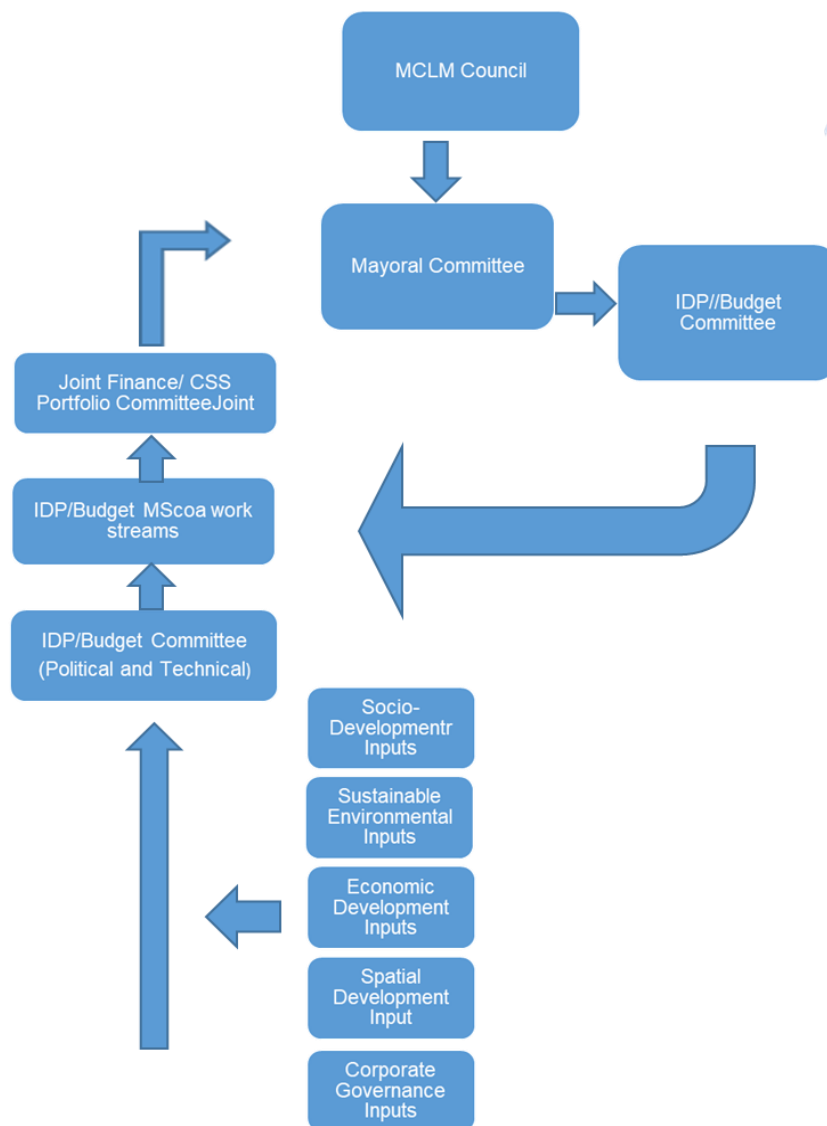 MCLM Council
Mayoral Committee
IDP//Budget
Committee
Joint Finance/ CSS
Portfolio CommitteeJoint
IDP/Budget MScoa work
streams
IDP/Budget Committee
(Political and Technical)
Socio-
Developmentr
Inputs
Sustainable
Environmental
Inputs
Economic
Development
Inputs
Spatial
Development
Input
Corporate
Governance
Inputs